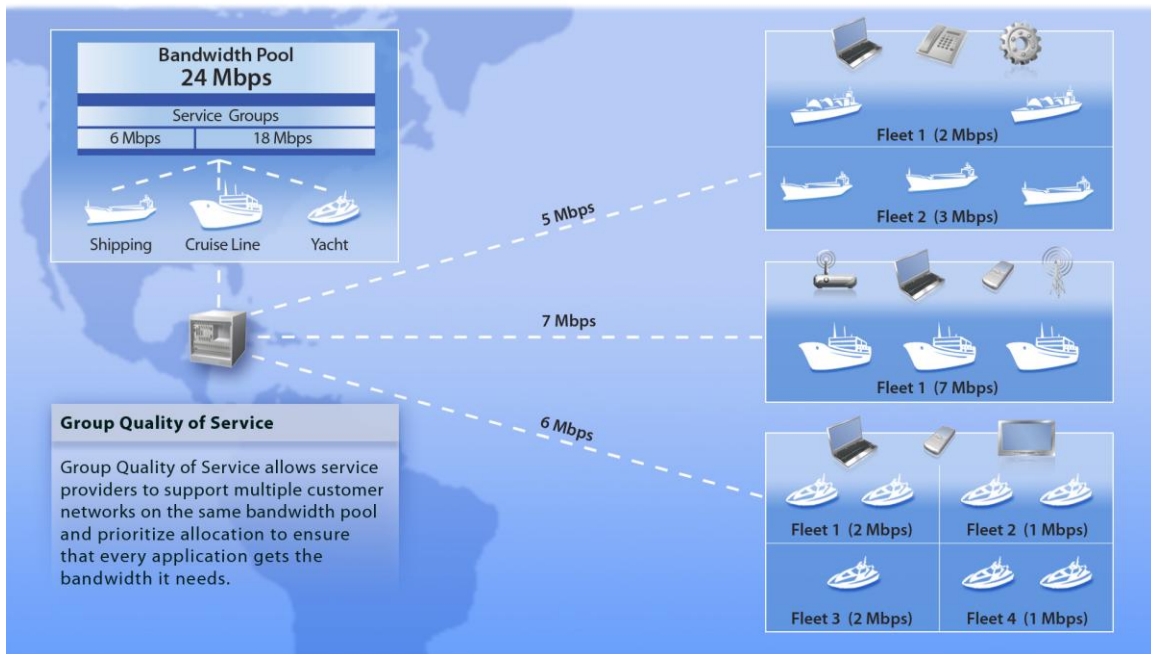 Bandwidth Pool
24 Mbps
Service Groups
6 Mbps
18 Mbps
Shipping
Cruise Line
Yacht
Group Quality of Service
Group Quality of Service allows service
providers to support multiple customer
networks on the same bandwidth pool
and prioritize allocation to ensure
that every application gets the
bandwidth it needs.
5 Mbps
7 Mbps
6 Mbps
Fleet 1 (2 Mbps)
Fleet 2 (3 Mbps)
Fleet 1 (7 Mbps)
Fleet 1 (2 Mbps)
Fleet 2 (1 Mbps)
Fleet 3 (2 Mbps)
Fleet 4 (1 Mbps)